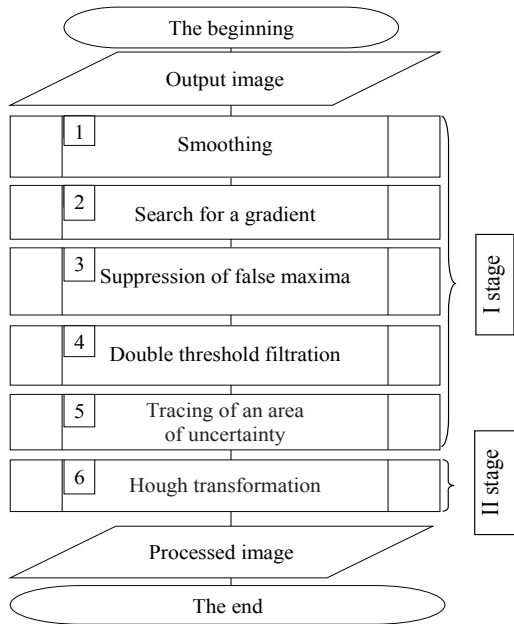 The beginning
Output image
1
Smoothing
2
Search for a gradient
3
Suppression of false maxima
4
Double threshold filtration
5
Tracing of an area
of uncertainty
6
Hough transformation
Processed image
The end
I stage
II stage